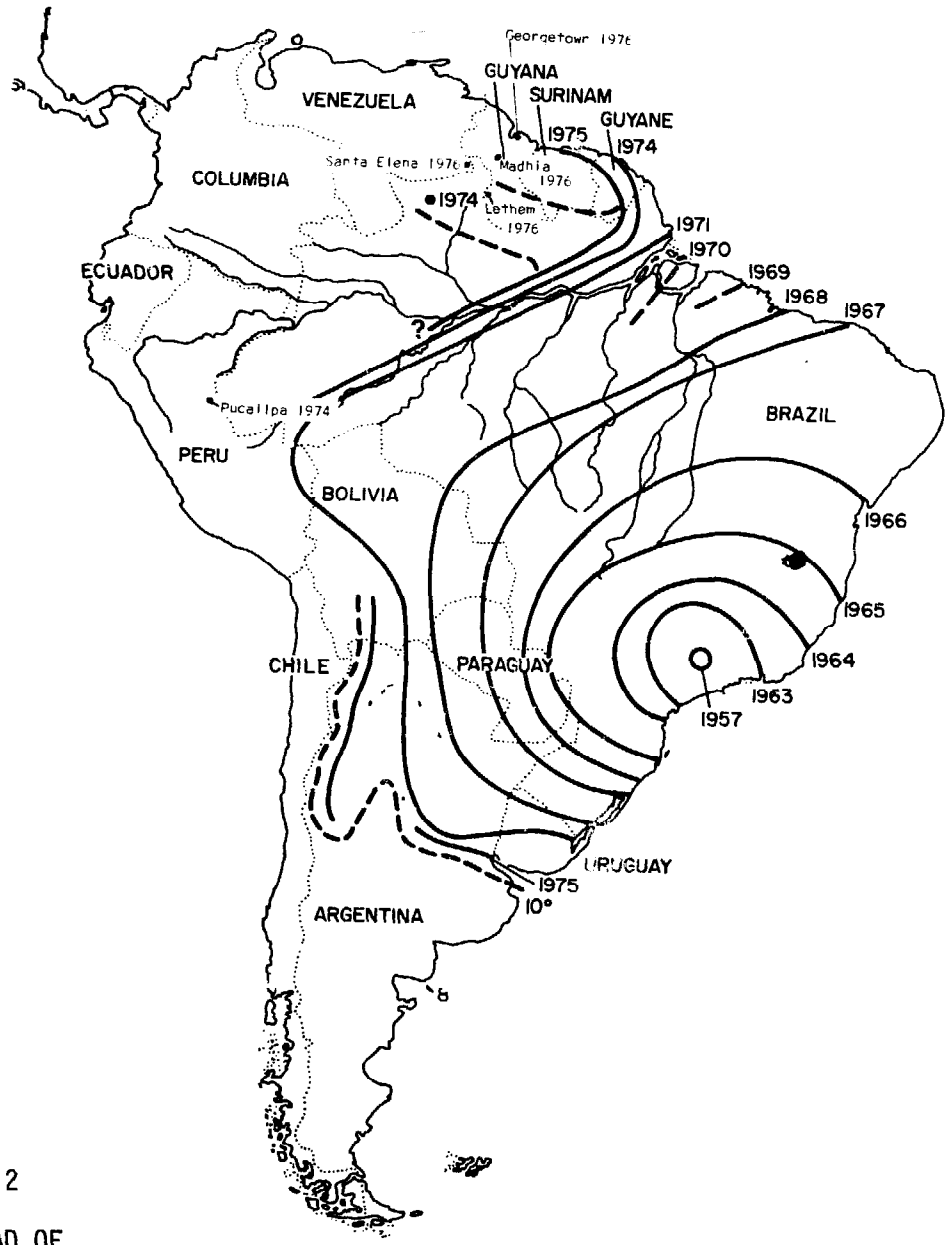 Georgetown 1976
GUYANA
VENEZUELA
SURINAM
GUYANE
1975
1974
Santa Elena 1976
Madhia
1976
COLUMBIA
1974
Lethem
1976
1971
1970
ECUADOR
1969
1968
1967
?
Pucallpa 1974
BRAZIL
PERU
BOLIVIA
1966
1965
CHILE
PARAGUAY
1964
1963
1957
URUGUAY
1975
10°
ARGENTINA
2
AD OF